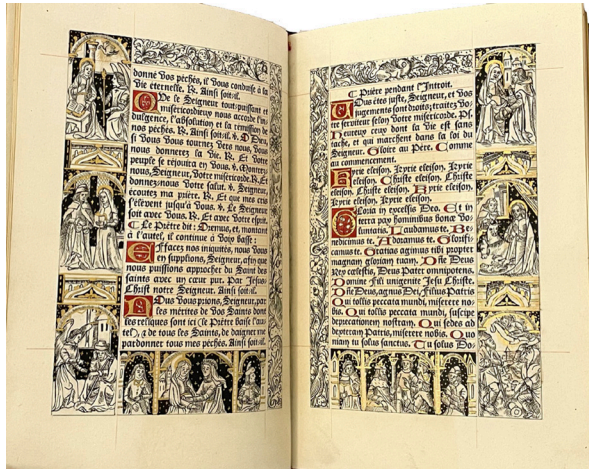 donné vos péchés, il vous conduise à la
vie éternelle. R. Ainsi soit-il.
QUe le Seigneur tout-puissant et
miséricordieux nous accorde l'in-
dulgence, l'absolution et la rémission de
nos péchés. R. Ainsi soit-il. V. O Dieu,
si vous vous tournez vers nous, vous
nous donnerez la vie. R. Et votre
peuple se réjouira en vous. V. Montrez-
nous, Seigneur, votre miséricorde. R. Et
donnez-nous votre salut. V. Seigneur,
écoutez ma prière. R. Et que mes cris
s'élèvent jusqu'à vous. V. Le Seigneur
soit avec vous. R. Et avec votre esprit.
Le Prêtre dit: Oremus, et, montant
à l'autel, il continue à voix basse:
EFfacez nos iniquités, nous vous
en supplions, Seigneur, afin que
nous puissions approcher du Saint des
saints avec un cœur pur. Par Jésus-
Christ notre Seigneur. Ainsi soit-il.
NOus vous prions, Seigneur, par
les mérites de vos Saints dont
les reliques sont ici (le Prêtre baise l'au-
tel), & de tous les Saints, de daigner me
pardonner tous mes péchés. Ainsi soit-il.
Prière pendant l'Introït.
VOus êtes juste, Seigneur, et vos
jugements sont droits; traitez vo-
tre serviteur selon votre miséricorde. Ps.
Heureux ceux dont la vie est sans
tache, et qui marchent dans la loi du
Seigneur. Gloire au Père. Comme
au commencement.
Kyrie eleison, Kyrie eleison, Kyrie
eleison. Christe eleison, Christe
eleison, Christe eleison. Kyrie eleison,
Kyrie eleison, Kyrie eleison.
GLoria in excelsis Deo. Et in
terra pax hominibus bonæ vo-
luntatis. Laudamus te. Be-
nedicimus te. Adoramus te. Glorifi-
camus te. Gratias agimus tibi propter
magnam gloriam tuam. Dñe Deus
Rex cœlestis, Deus Pater omnipotens.
Domine Fili unigenite Jesu Christe.
Dñe Deus, agnus Dei, Filius Patris
Qui tollis peccata mundi, miserere no-
bis. Qui tollis peccata mundi, suscipe
deprecationem nostram. Qui sedes ad
dexteram Patris, miserere nobis. Quo-
niam tu solus sanctus. Tu solus Do-